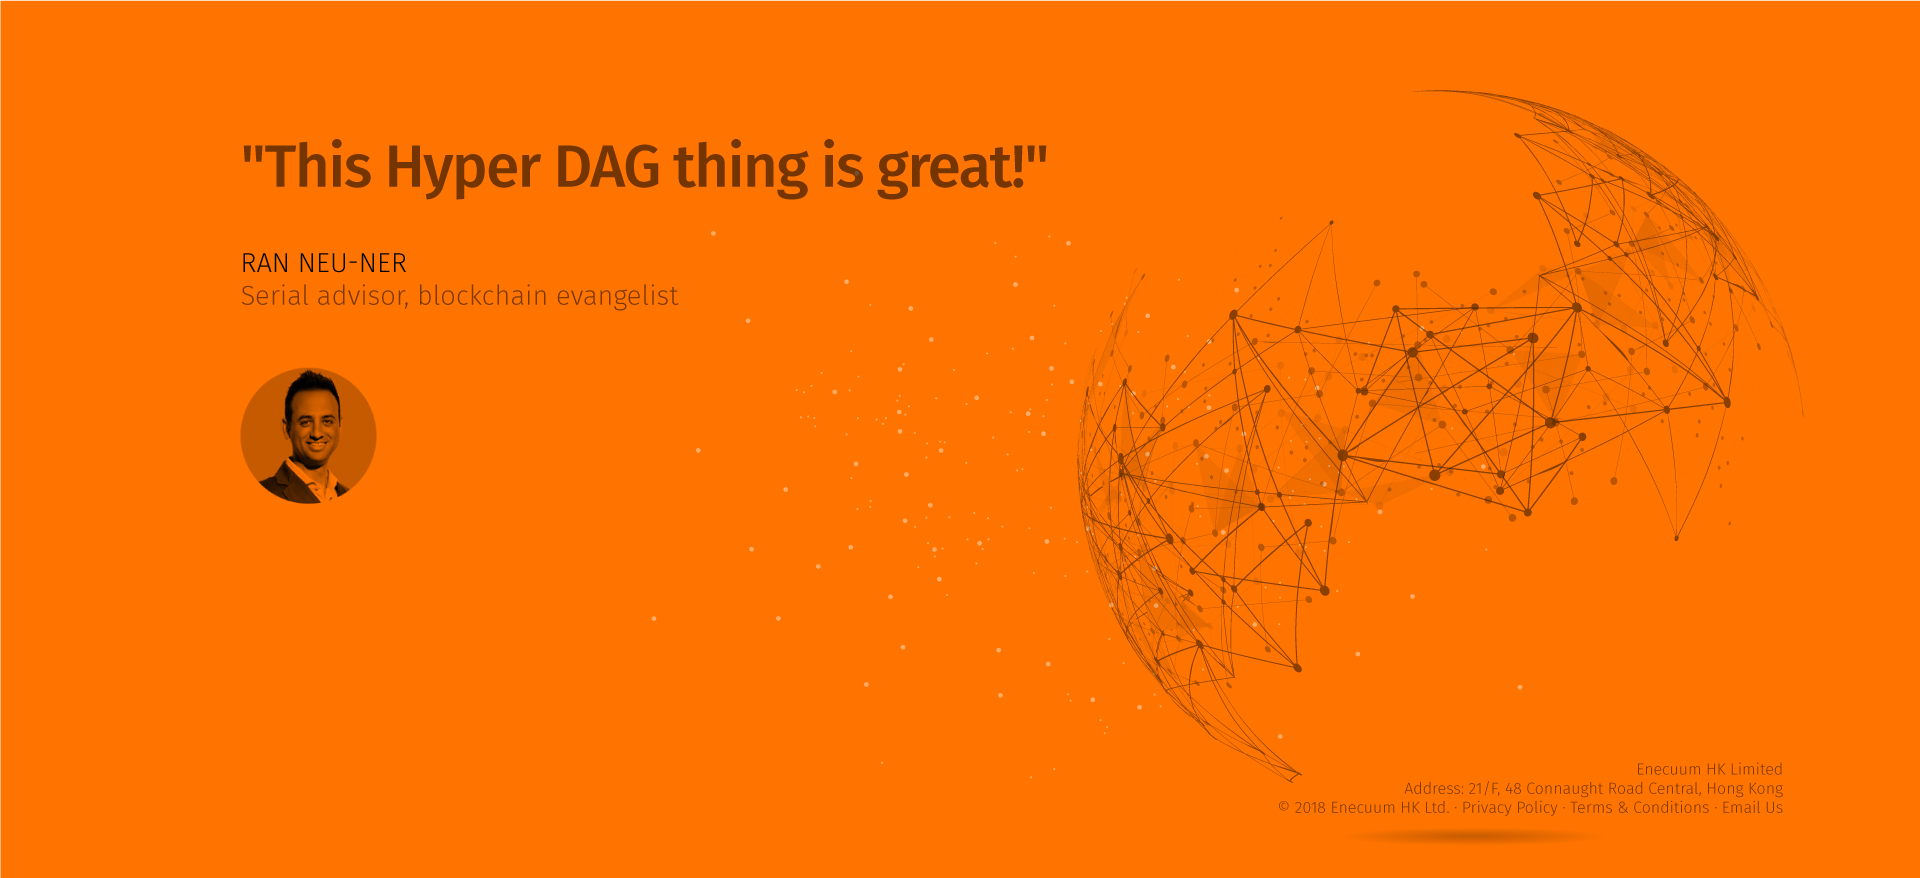 "This Hyper DAG thing is great!"
RAN NEU-NER
Serial advisor, blockchain evangelist
Enecuum HK Limited
Address: 21/F, 48 Connaught Road Central, Hong Kong
© 2018 Enecuum HK Ltd. · Privacy Policy · Terms & Conditions · Email Us